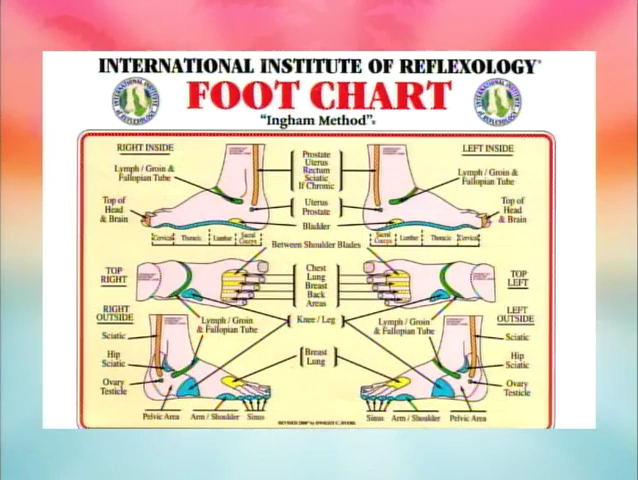 INTERNATIONAL INSTITUTE OF REFLEXOLOGY®
FOOT CHART
"Ingham Method"®
RIGHT INSIDE
LEFT INSIDE
Lymph / Groin &
Fallopian Tube
Prostate
Uterus
Rectum
Sciatic
If Chronic
Lymph / Groin &
Fallopian Tube
Top of
Head
& Brain
Uterus
Prostate
Top of
Head
& Brain
Bladder
Cervical
Thoracic
Lumbar
Sacral
Coccyx
Sacral
Coccyx
Lumbar
Thoracic
Cervical
Between Shoulder Blades
TOP
RIGHT
Chest
Lung
Breast
Back
Areas
TOP
LEFT
RIGHT
OUTSIDE
Lymph / Groin
& Fallopian Tube
Knee / Leg
Lymph / Groin
& Fallopian Tube
LEFT
OUTSIDE
Sciatic
Sciatic
Hip
Sciatic
Breast
Lung
Hip
Sciatic
Ovary
Testicle
Ovary
Testicle
Pelvic Area
Arm / Shoulder
Sinus
Sinus
Arm / Shoulder
Pelvic Area